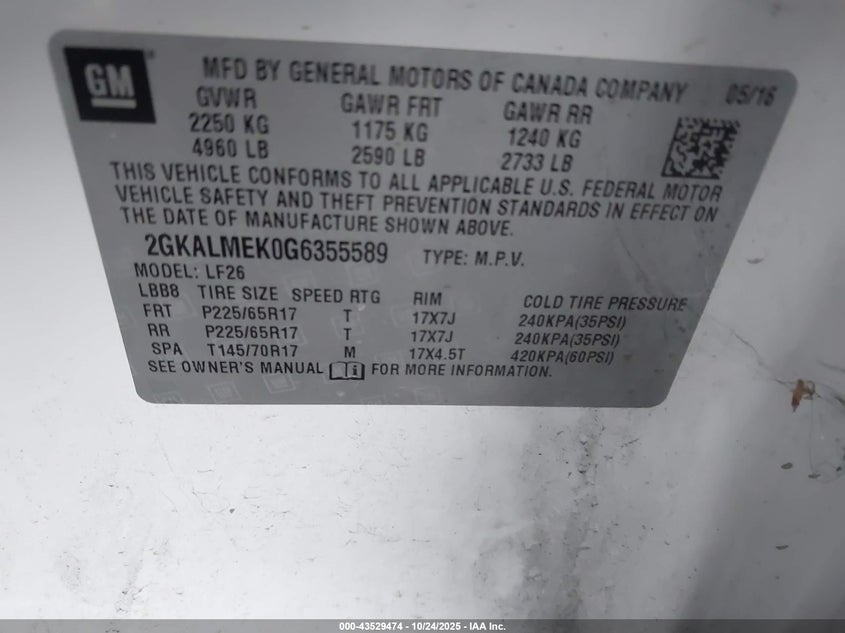 GM
MFD BY GENERAL MOTORS OF CANADA COMPANY 05/16
GVWR GAWR FRT GAWR RR
2250 KG 1175 KG 1240 KG
4960 LB 2590 LB 2733 LB
THIS VEHICLE CONFORMS TO ALL APPLICABLE U.S. FEDERAL MOTOR
VEHICLE SAFETY AND THEFT PREVENTION STANDARDS IN EFFECT ON
THE DATE OF MANUFACTURE SHOWN ABOVE.
2GKALMEK0G6355589 TYPE: M.P.V.
MODEL: LF26
LBB8 TIRE SIZE SPEED RTG RIM COLD TIRE PRESSURE
FRT P225/65R17 T 17X7J 240KPA(35PSI)
RR P225/65R17 T 17X7J 240KPA(35PSI)
SPA T145/70R17 M 17X4.5T 420KPA(60PSI)
SEE OWNER'S MANUAL FOR MORE INFORMATION.
000-43529474 - 10/24/2025 - IAA Inc.